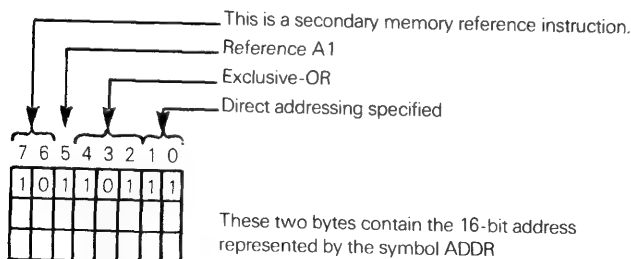 This is a secondary memory reference instruction.
Reference A1
Exclusive-OR
Direct addressing specified
7 6 5 4 3 2 1 0
1 0 1 1 0 1 1 1
These two bytes contain the 16-bit address
represented by the symbol ADDR